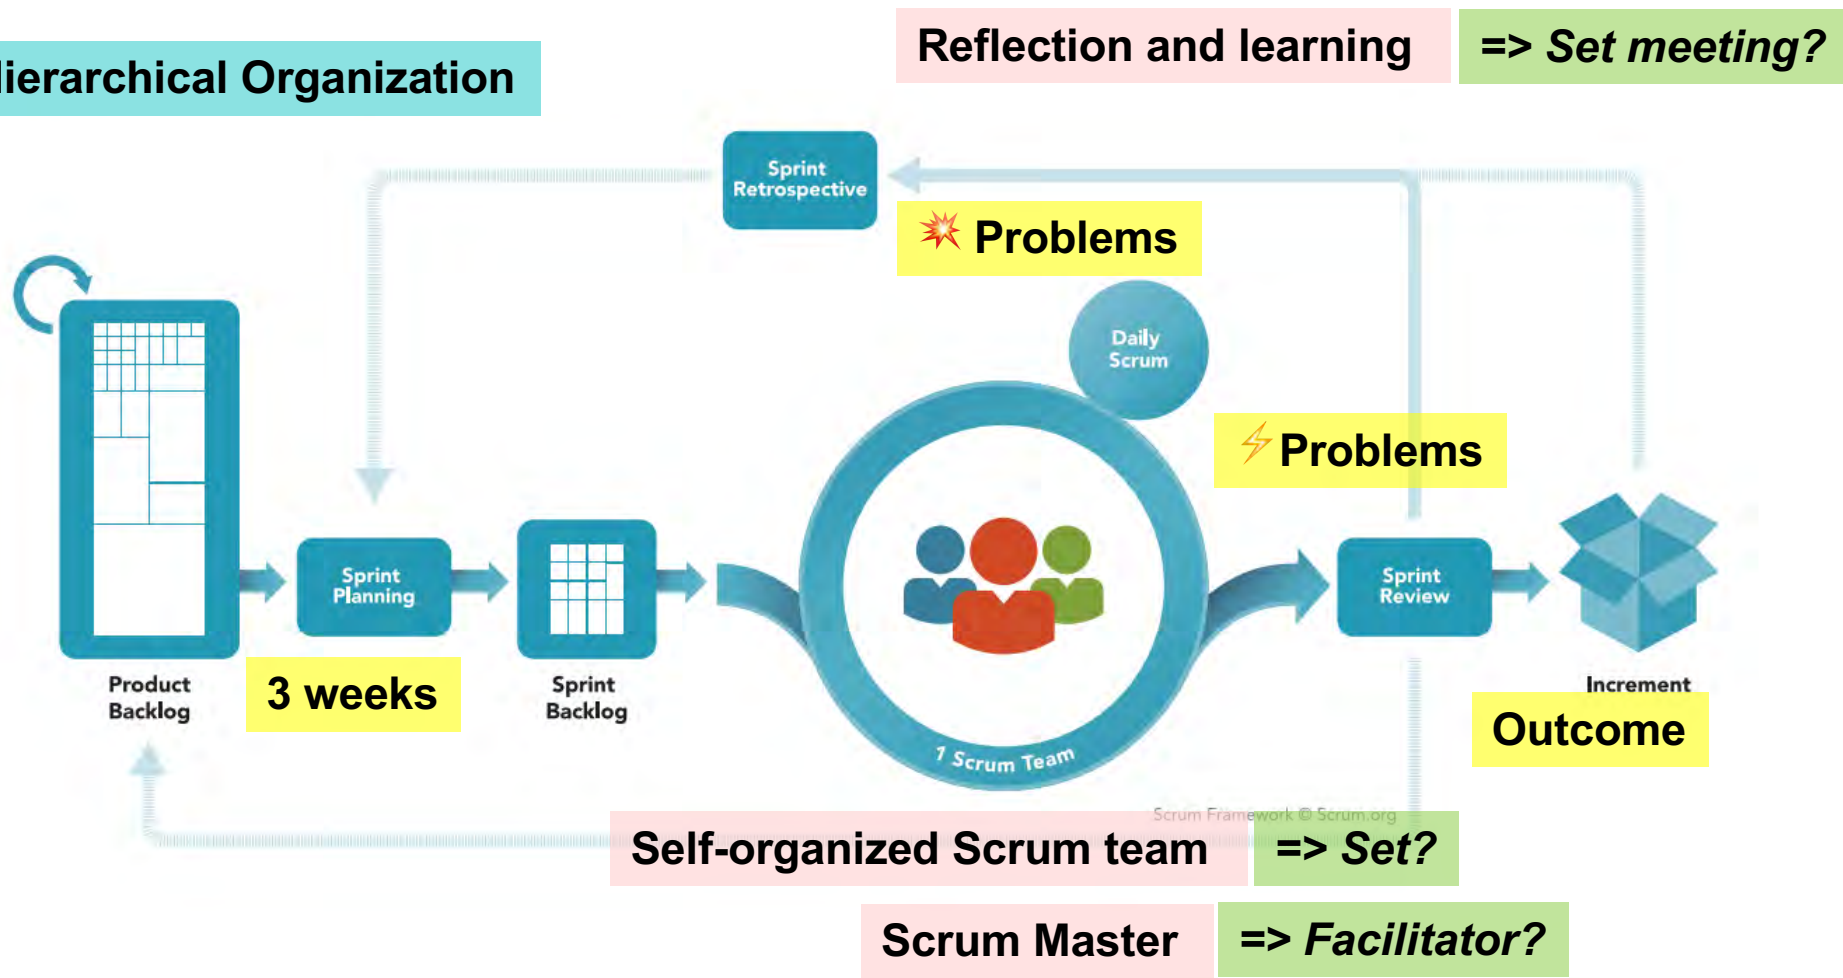 Reflection and learning
=> Set meeting?
ierarchical Organization
Sprint
Retrospective
Problems
Daily
Scrum
Problems
Sprint
Planning
Sprint
Review
Product
Backlog
3 weeks
Sprint
Backlog
Increment
Outcome
1 Scrum Team
Scrum Framework © Scrum.org
Self-organized Scrum team
=> Set?
Scrum Master
=> Facilitator?